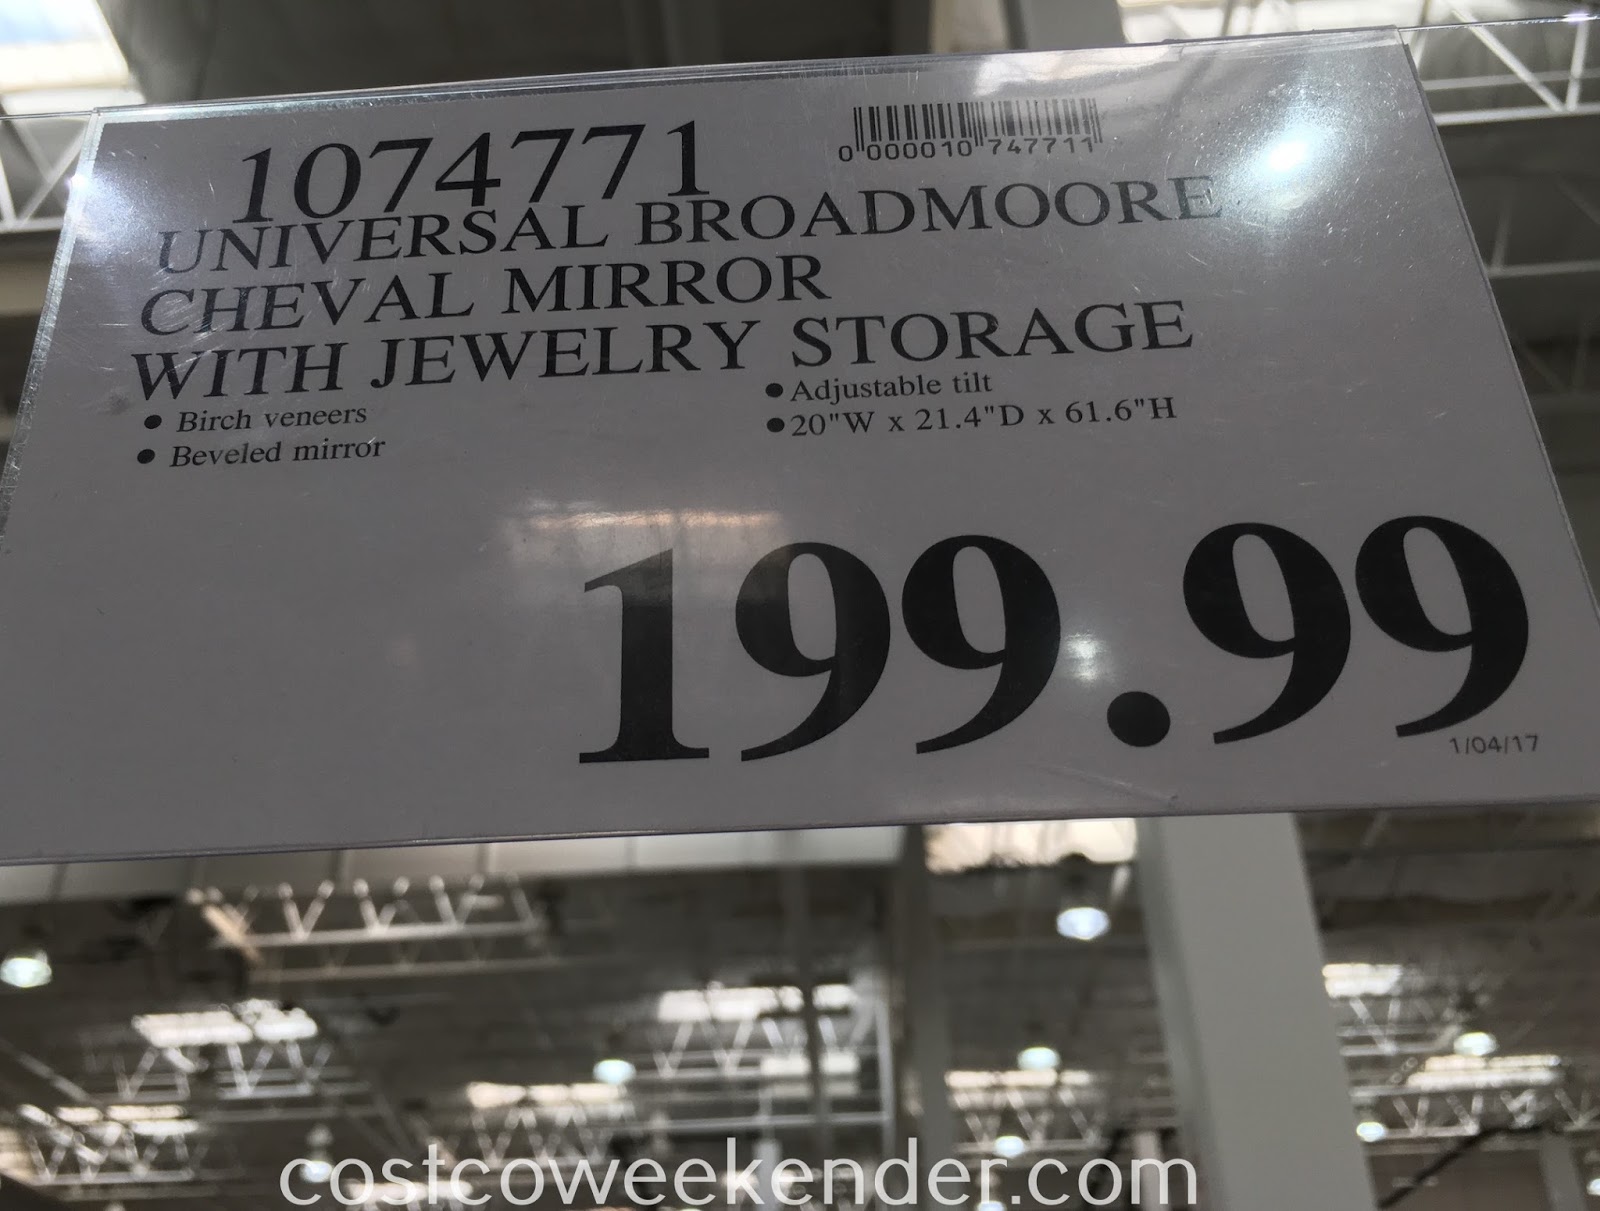 1074771
0 000010 747711
UNIVERSAL BROADMOORE
CHEVAL MIRROR
WITH JEWELRY STORAGE
• Birch veneers
• Beveled mirror
• Adjustable tilt
• 20"W x 21.4"D x 61.6"H
199.99
1/04/17
costcoweekender.com